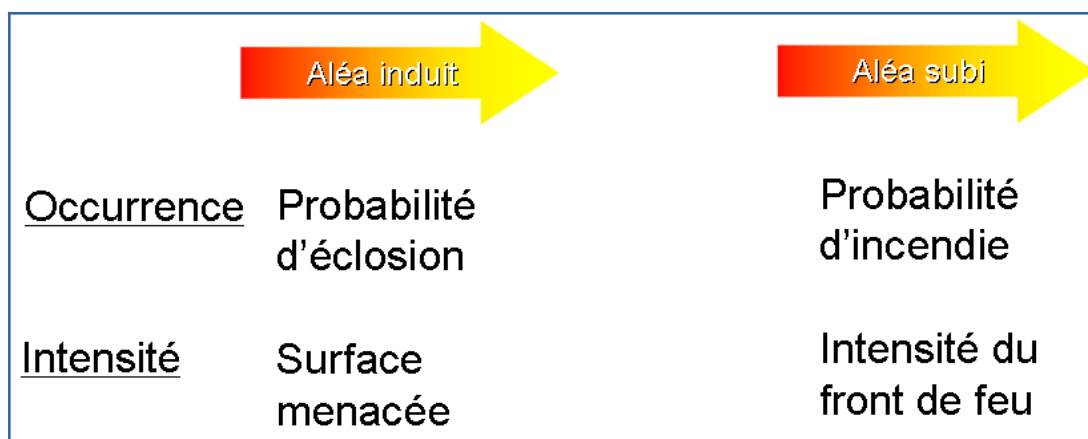 Aléa induit
Aléa subi
Occurrence
Probabilité
d’éclosion
Probabilité
d’incendie
Intensité
Surface
menacée
Intensité du
front de feu